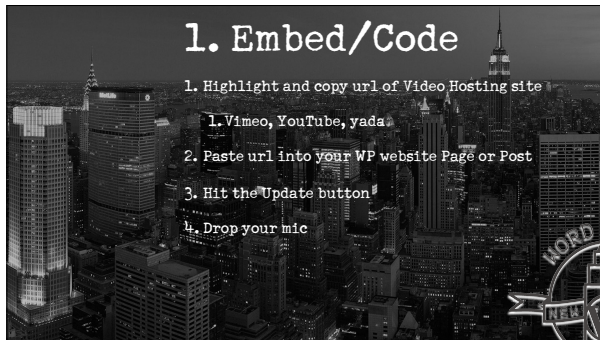 1. Embed/Code
1. Highlight and copy url of Video Hosting site
1. Vimeo, YouTube, yada
2. Paste url into your WP website Page or Post
3. Hit the Update button
4. Drop your mic
WORD
NEW